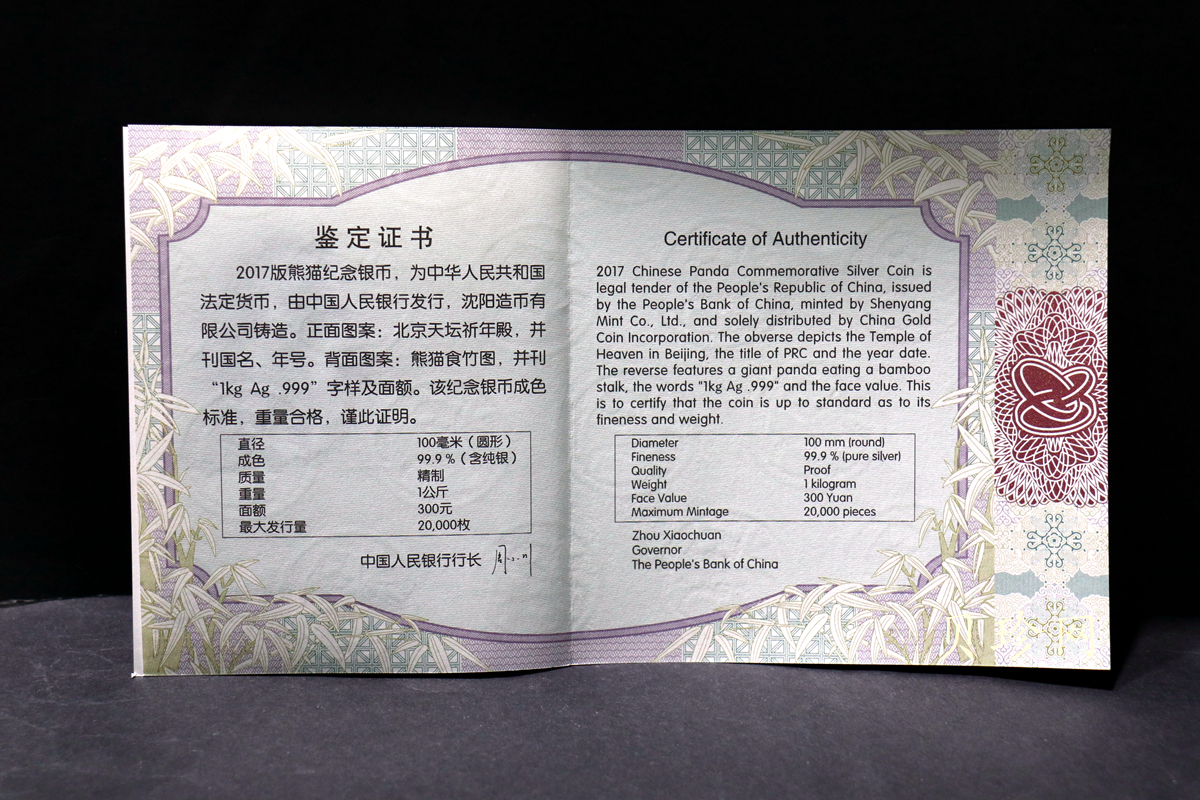 鉴定证书
2017版熊猫纪念银币，为中华人民共和国
法定货币，由中国人民银行发行，沈阳造币有
限公司铸造。正面图案：北京天坛祈年殿，并
刊国名、年号。背面图案：熊猫食竹图，并刊
“1kg Ag .999”字样及面额。该纪念银币成色
标准，重量合格，谨此证明。
直径 100毫米（圆形）
成色 99.9 %（含纯银）
质量 精制
重量 1公斤
面额 300元
最大发行量 20,000枚
中国人民银行行长
Certificate of Authenticity
2017 Chinese Panda Commemorative Silver Coin is
legal tender of the People's Republic of China, issued
by the People's Bank of China, minted by Shenyang
Mint Co., Ltd., and solely distributed by China Gold
Coin Incorporation. The obverse depicts the Temple of
Heaven in Beijing, the title of PRC and the year date.
The reverse features a giant panda eating a bamboo
stalk, the words "1kg Ag .999" and the face value. This
is to certify that the coin is up to standard as to its
fineness and weight.
Diameter 100 mm (round)
Fineness 99.9 % (pure silver)
Quality Proof
Weight 1 kilogram
Face Value 300 Yuan
Maximum Mintage 20,000 pieces
Zhou Xiaochuan
Governor
The People's Bank of China